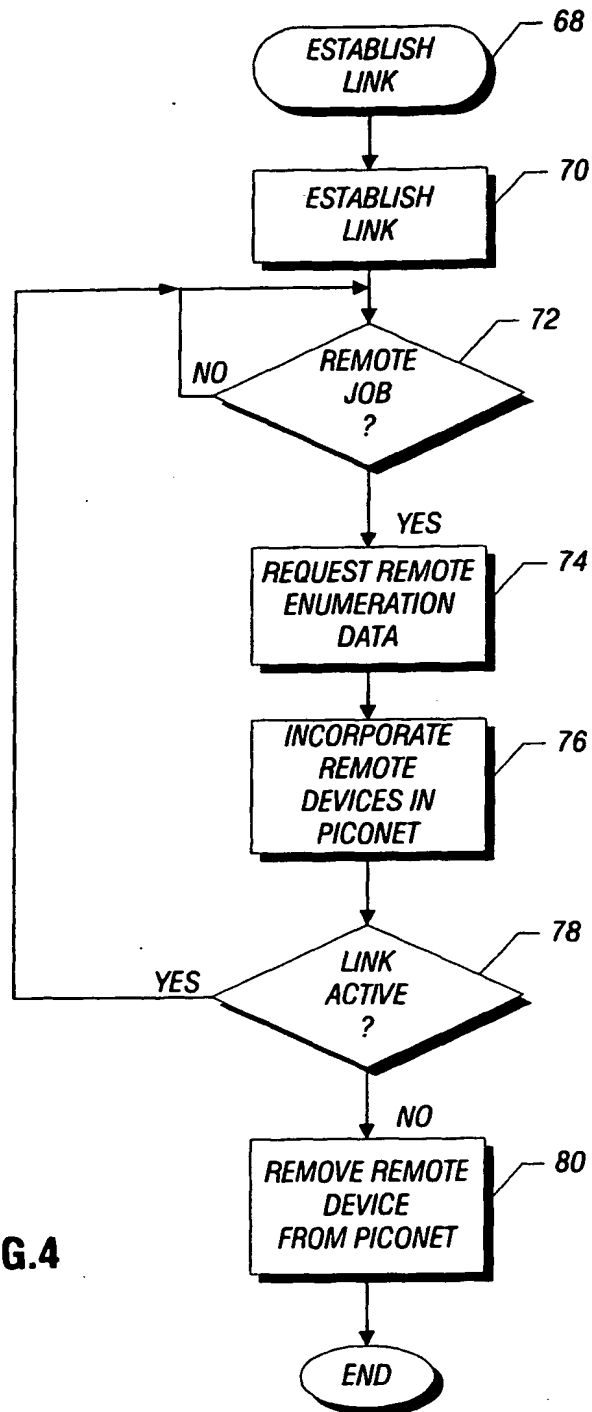 ESTABLISH
LINK
68
ESTABLISH
LINK
70
REMOTE
JOB
?
72
NO
YES
REQUEST REMOTE
ENUMERATION
DATA
74
INCORPORATE
REMOTE
DEVICES IN
PICONET
76
LINK
ACTIVE
?
78
YES
NO
REMOVE REMOTE
DEVICE
FROM PICONET
80
G.4
END